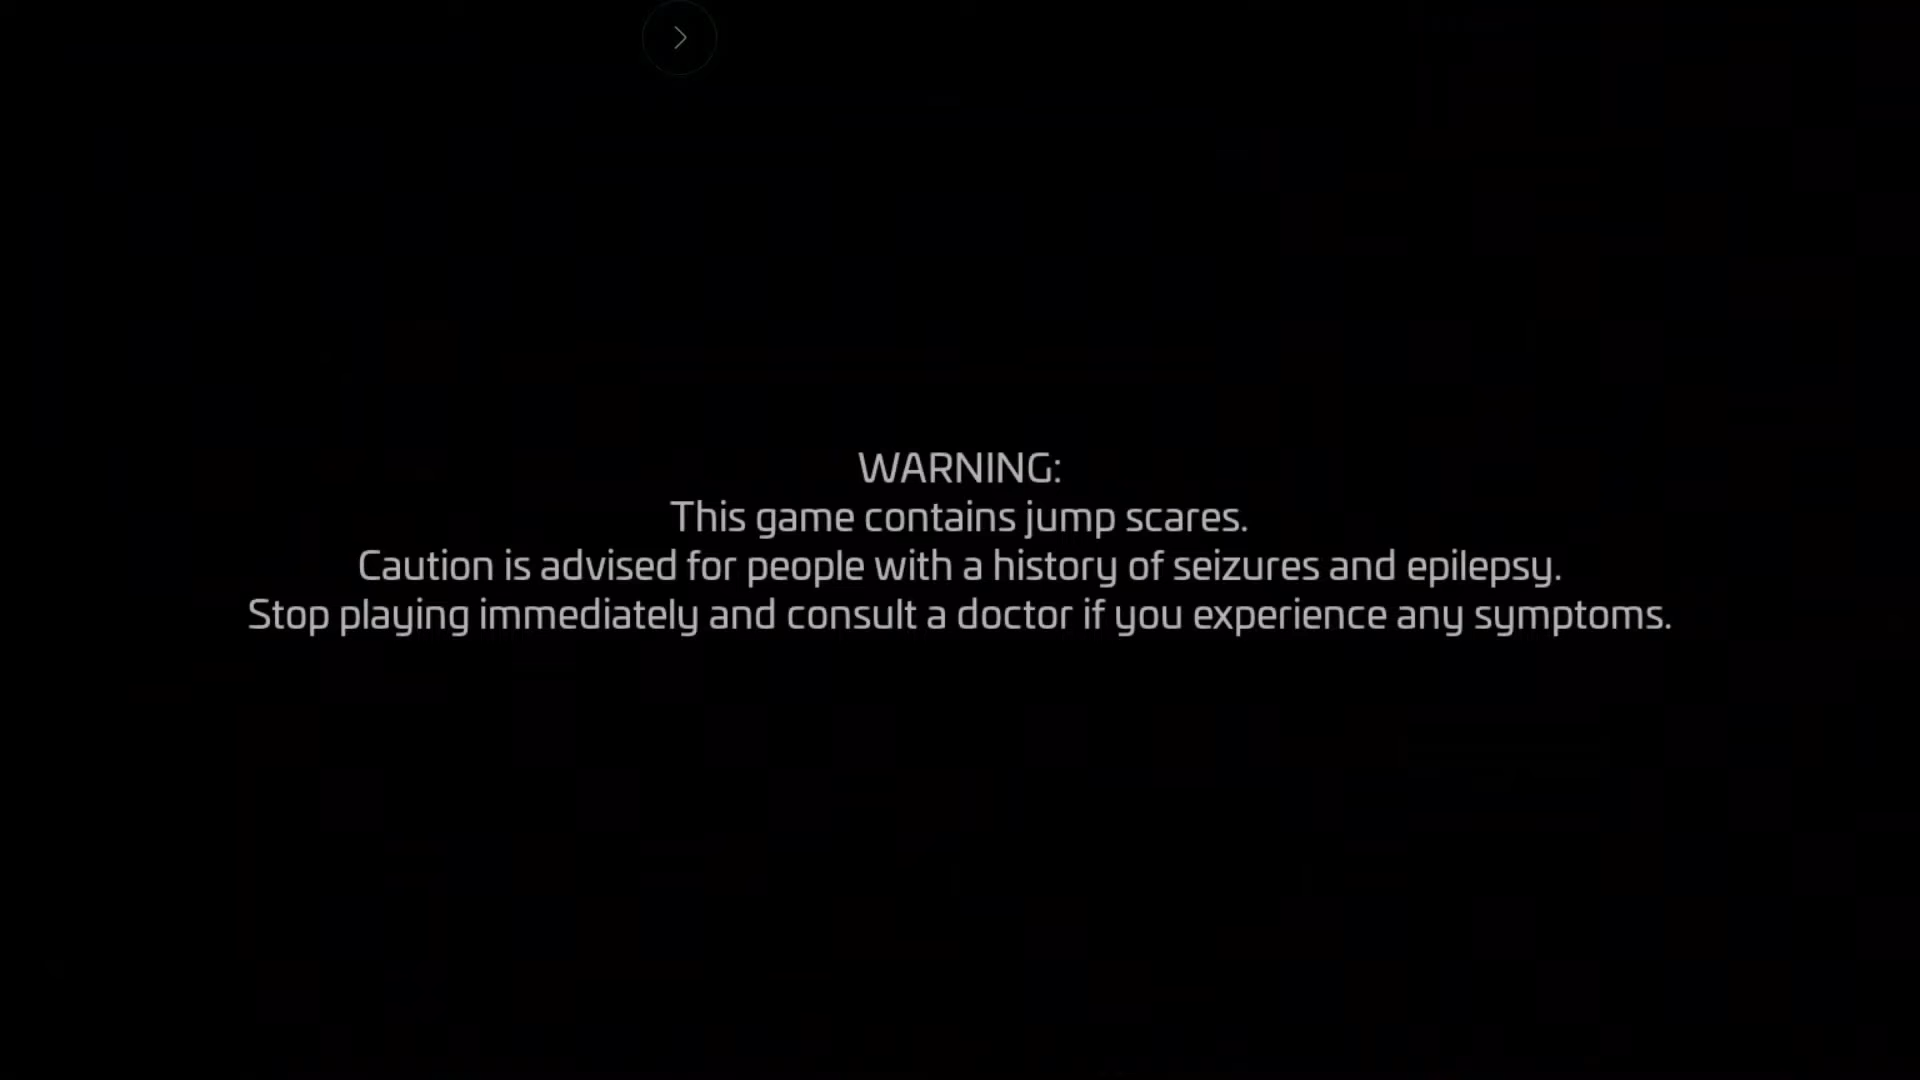 WARNING:
This game contains jump scares.
Caution is advised for people with a history of seizures and epilepsy.
Stop playing immediately and consult a doctor if you experience any symptoms.